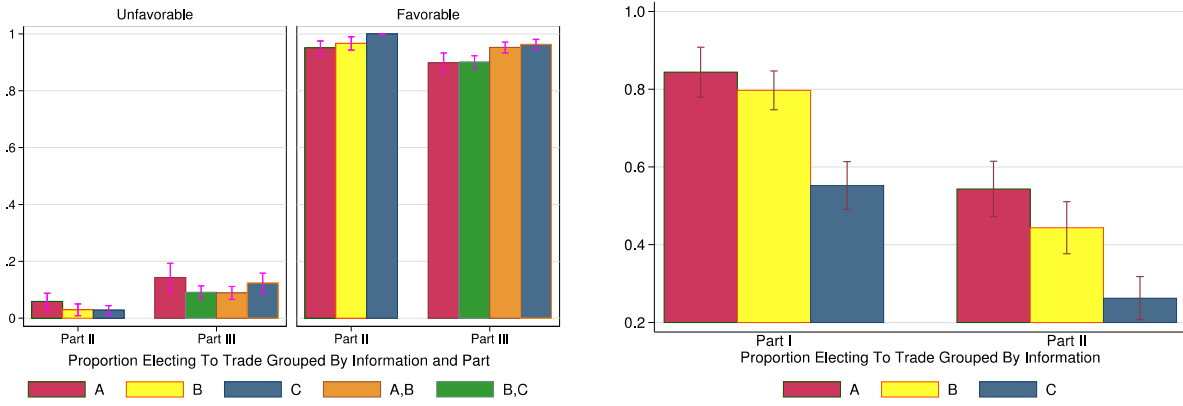 Unfavorable
Favorable
1
.8
.6
.4
.2
0
Part II
Part III
Part II
Part III
Proportion Electing To Trade Grouped By Information and Part
A
B
C
A,B
B,C
1.0
0.8
0.6
0.4
0.2
Part I
Part II
Proportion Electing To Trade Grouped By Information
A
B
C